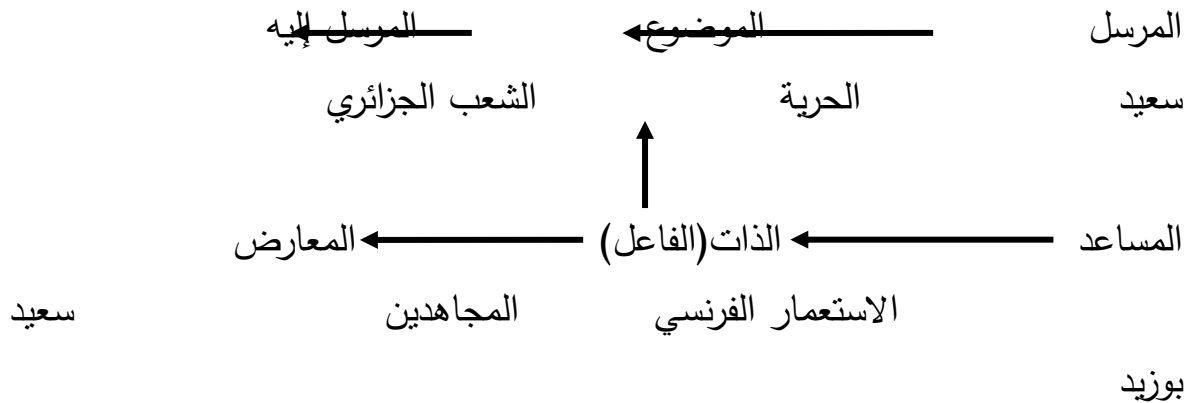 المرسل الموضوع المرسل إليه
سعيد الحرية الشعب الجزائري
المساعد الذات(الفاعل) المعارض
الاستعمار الفرنسي المجاهدين سعيد
بوزيد